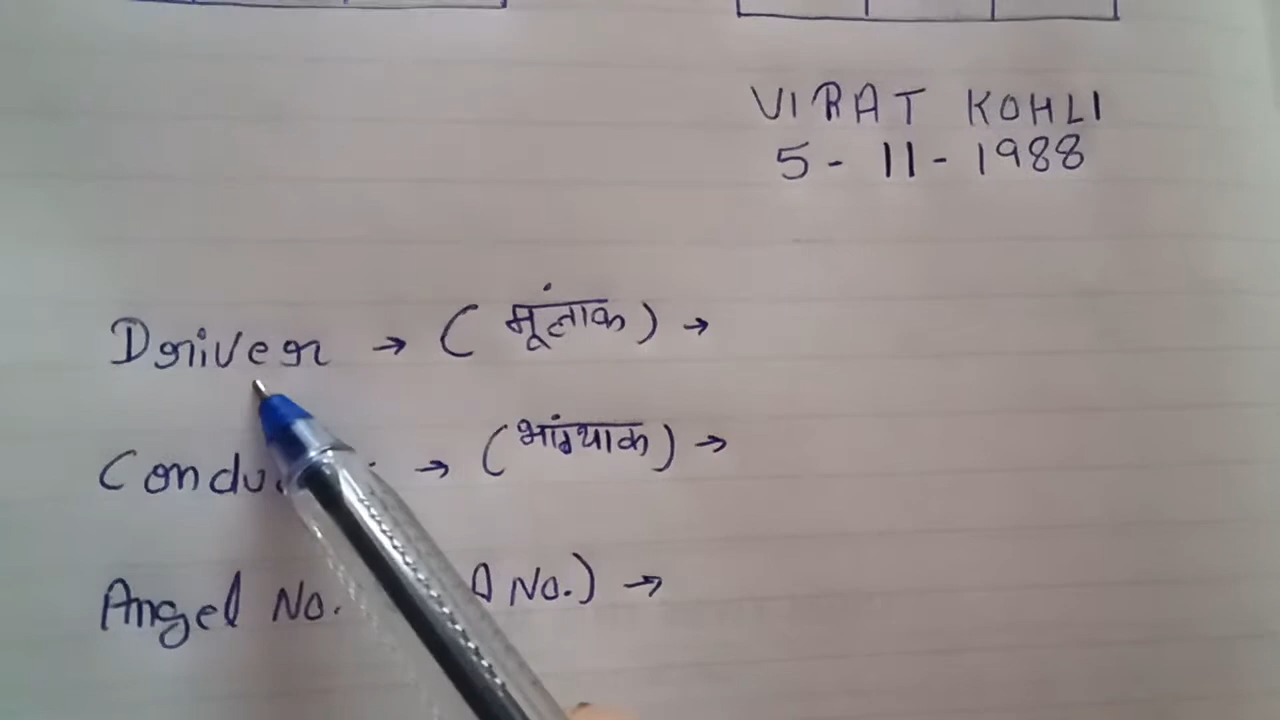 VIRAT KOHLI
5 - 11 - 1988
Driver → (मूंलाक) →
→ (भांग्याक) →
Angel No. No.) →